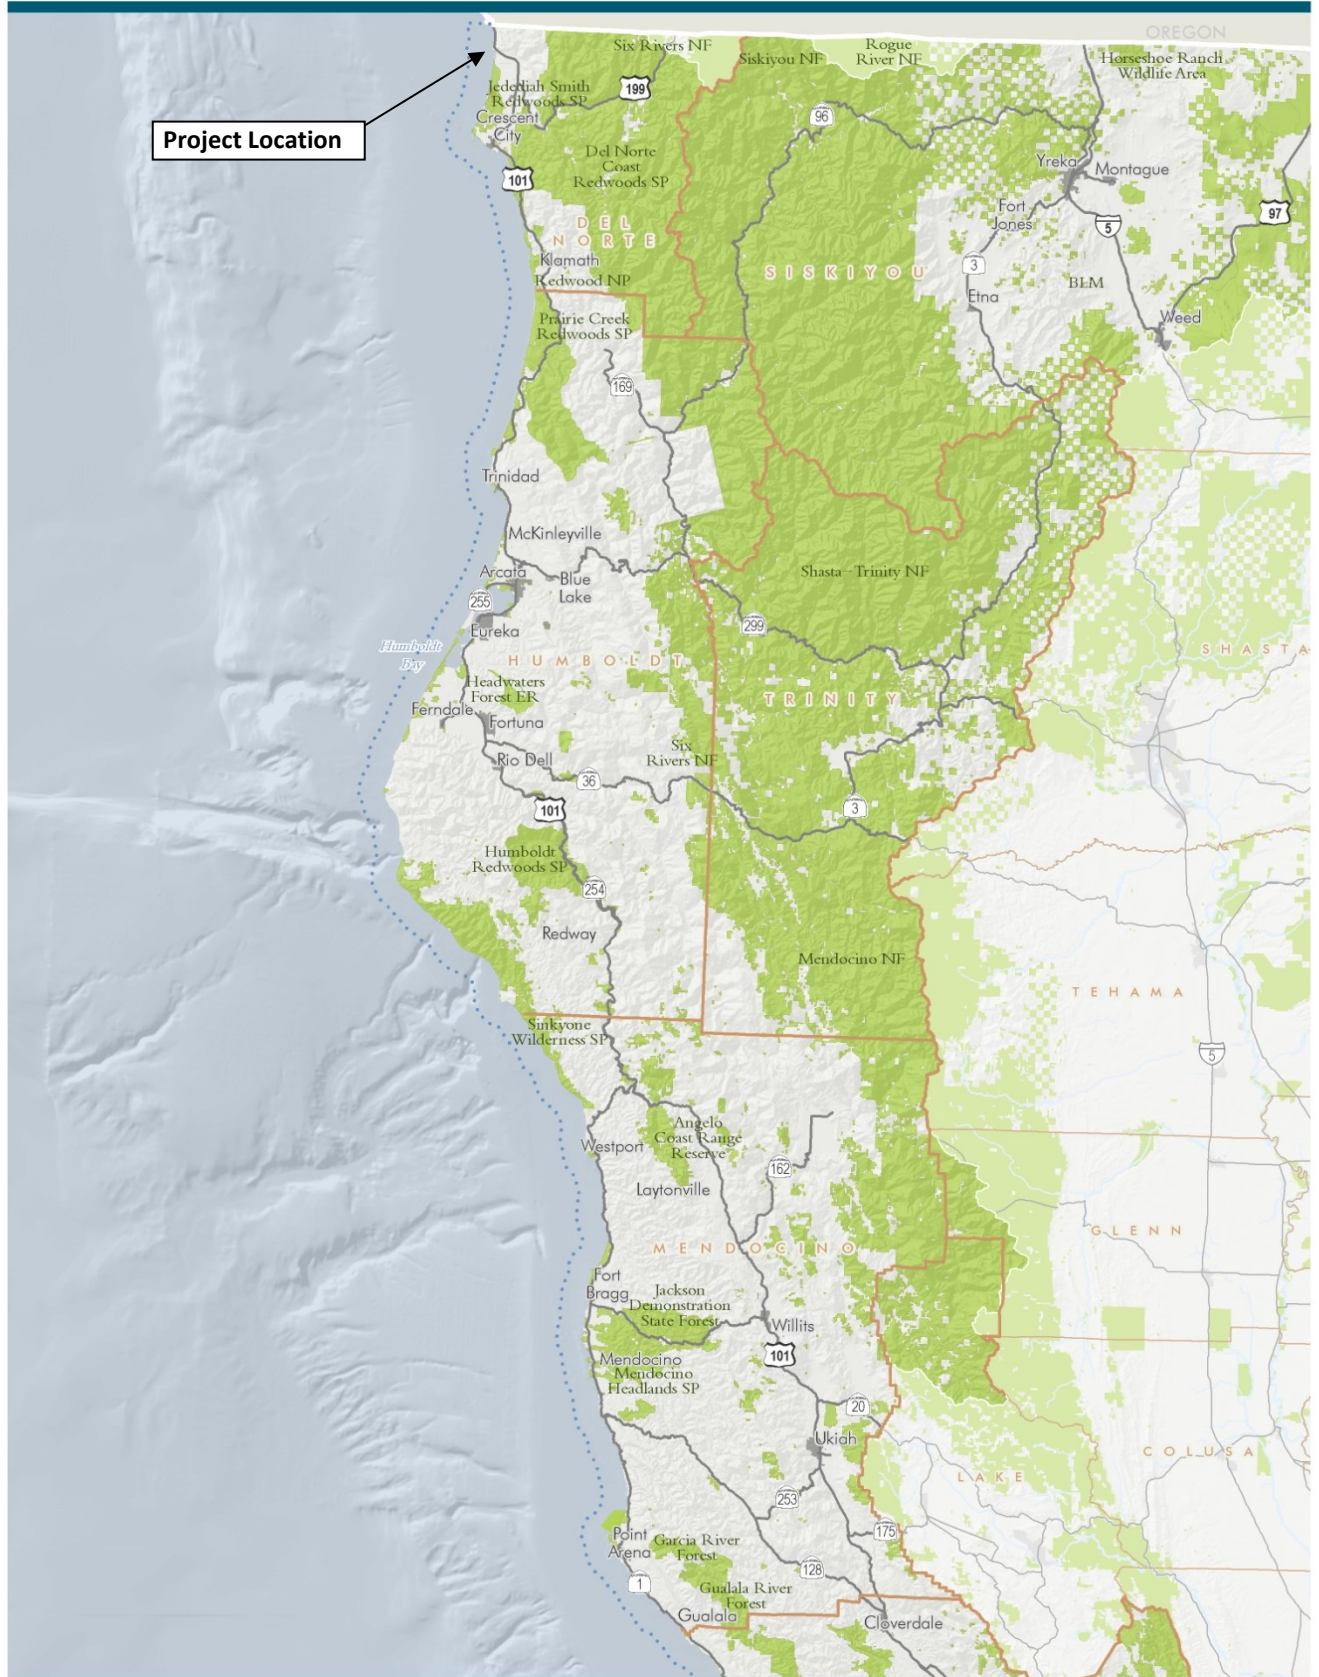 OREGON
Six Rivers NF
Siskiyou NF
Rogue
River NF
Horseshoe Ranch
Wildlife Area
199
Jedediah Smith
Redwoods SP
Crescent
City
96
Project Location
Del Norte
Coast
Redwoods SP
Yreka
Montague
101
Fort
Jones
97
5
DEL
NORTE
Klamath
SISKIYOU
3
BLM
Redwood NP
Etna
Prairie Creek
Redwoods SP
Weed
169
Trinidad
McKinleyville
Arcata
Blue
Lake
Shasta-Trinity NF
255
299
Eureka
Humboldt
Bay
HUMBOLDT
SHASTA
Headwaters
Forest ER
TRINITY
Ferndale
Fortuna
Six
Rivers NF
Rio Dell
36
101
3
Humboldt
Redwoods SP
254
Redway
Mendocino NF
TEHAMA
Sinkyone
Wilderness SP
5
Angelo
Coast Range
Reserve
Westport
162
Laytonville
GLENN
MENDOCINO
Fort
Bragg
Jackson
Demonstration
State Forest
Willits
101
Mendocino
Mendocino
Headlands SP
20
Ukiah
COLUSA
LAKE
253
175
Point
Arena
Garcia River
Forest
128
1
Gualala River
Forest
Gualala
Cloverdale